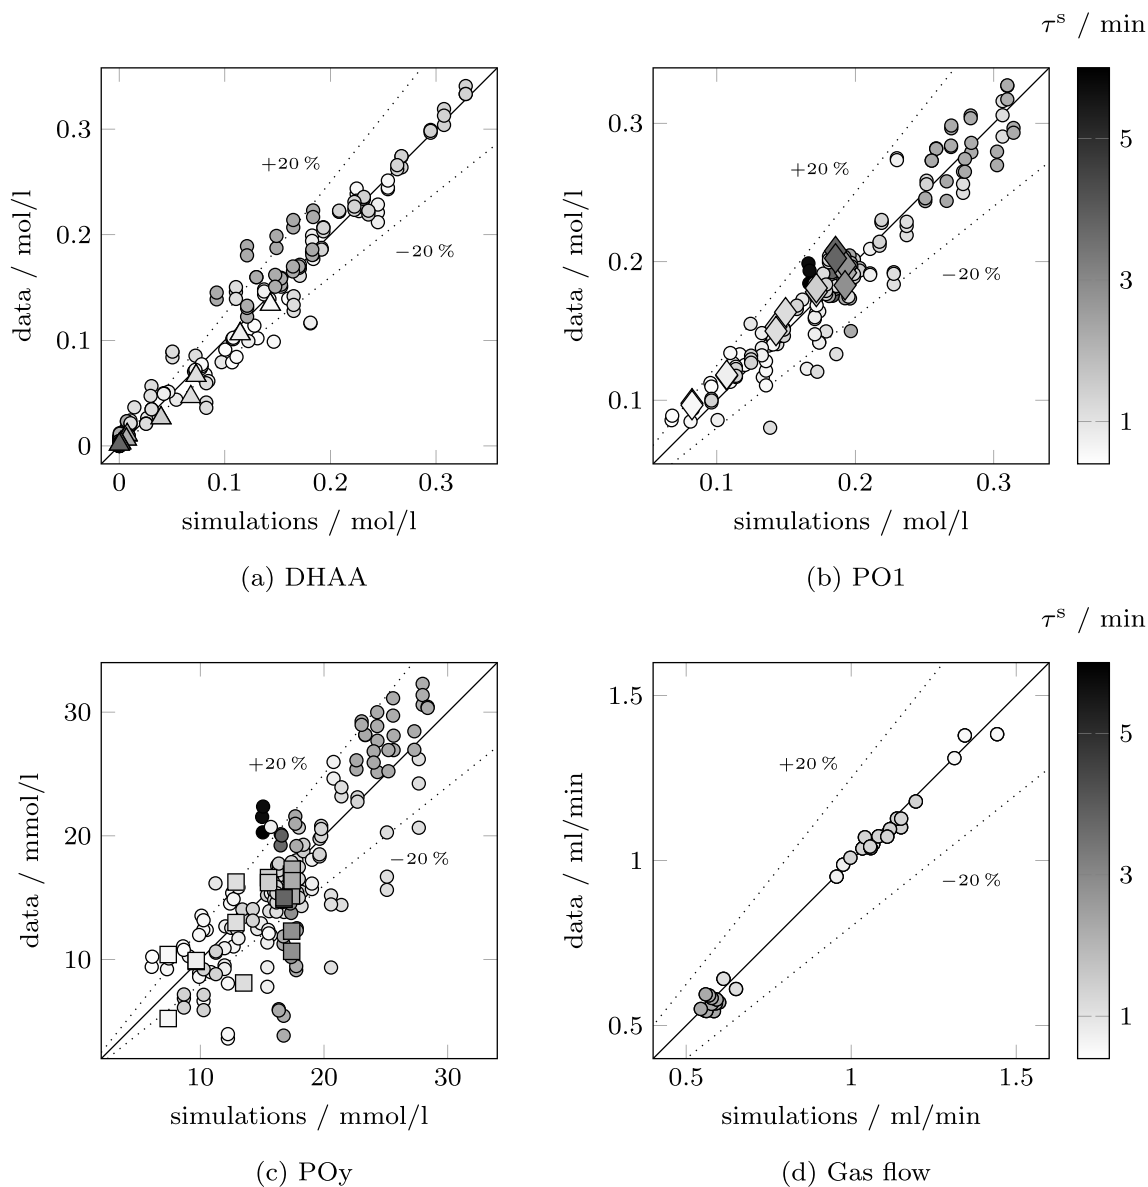 τˢ / min
0.3
0.2
0.1
0
data / mol/l
+20 %
−20 %
0 0.1 0.2 0.3
simulations / mol/l
(a) DHAA
0.3
0.2
0.1
data / mol/l
+20 %
−20 %
0.1 0.2 0.3
simulations / mol/l
(b) PO1
5
3
1
τˢ / min
30
20
10
data / mmol/l
+20 %
−20 %
10 20 30
simulations / mmol/l
(c) POy
1.5
1
0.5
data / ml/min
+20 %
−20 %
0.5 1 1.5
simulations / ml/min
(d) Gas flow
5
3
1